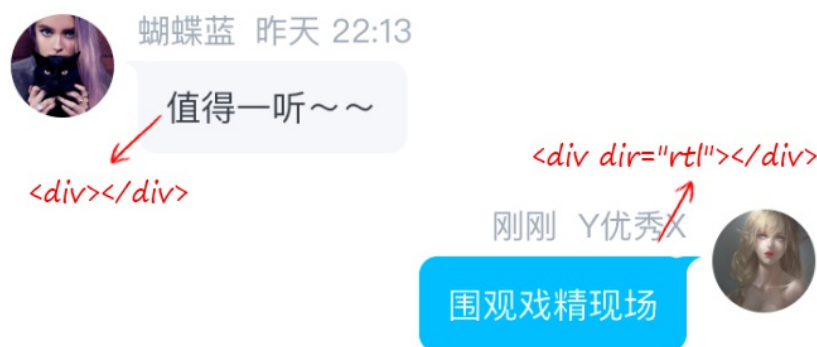 蝴蝶蓝 昨天 22:13
值得一听～～
<div></div>
<div dir="rtl"></div>
刚刚 Y优秀X
围观戏精现场